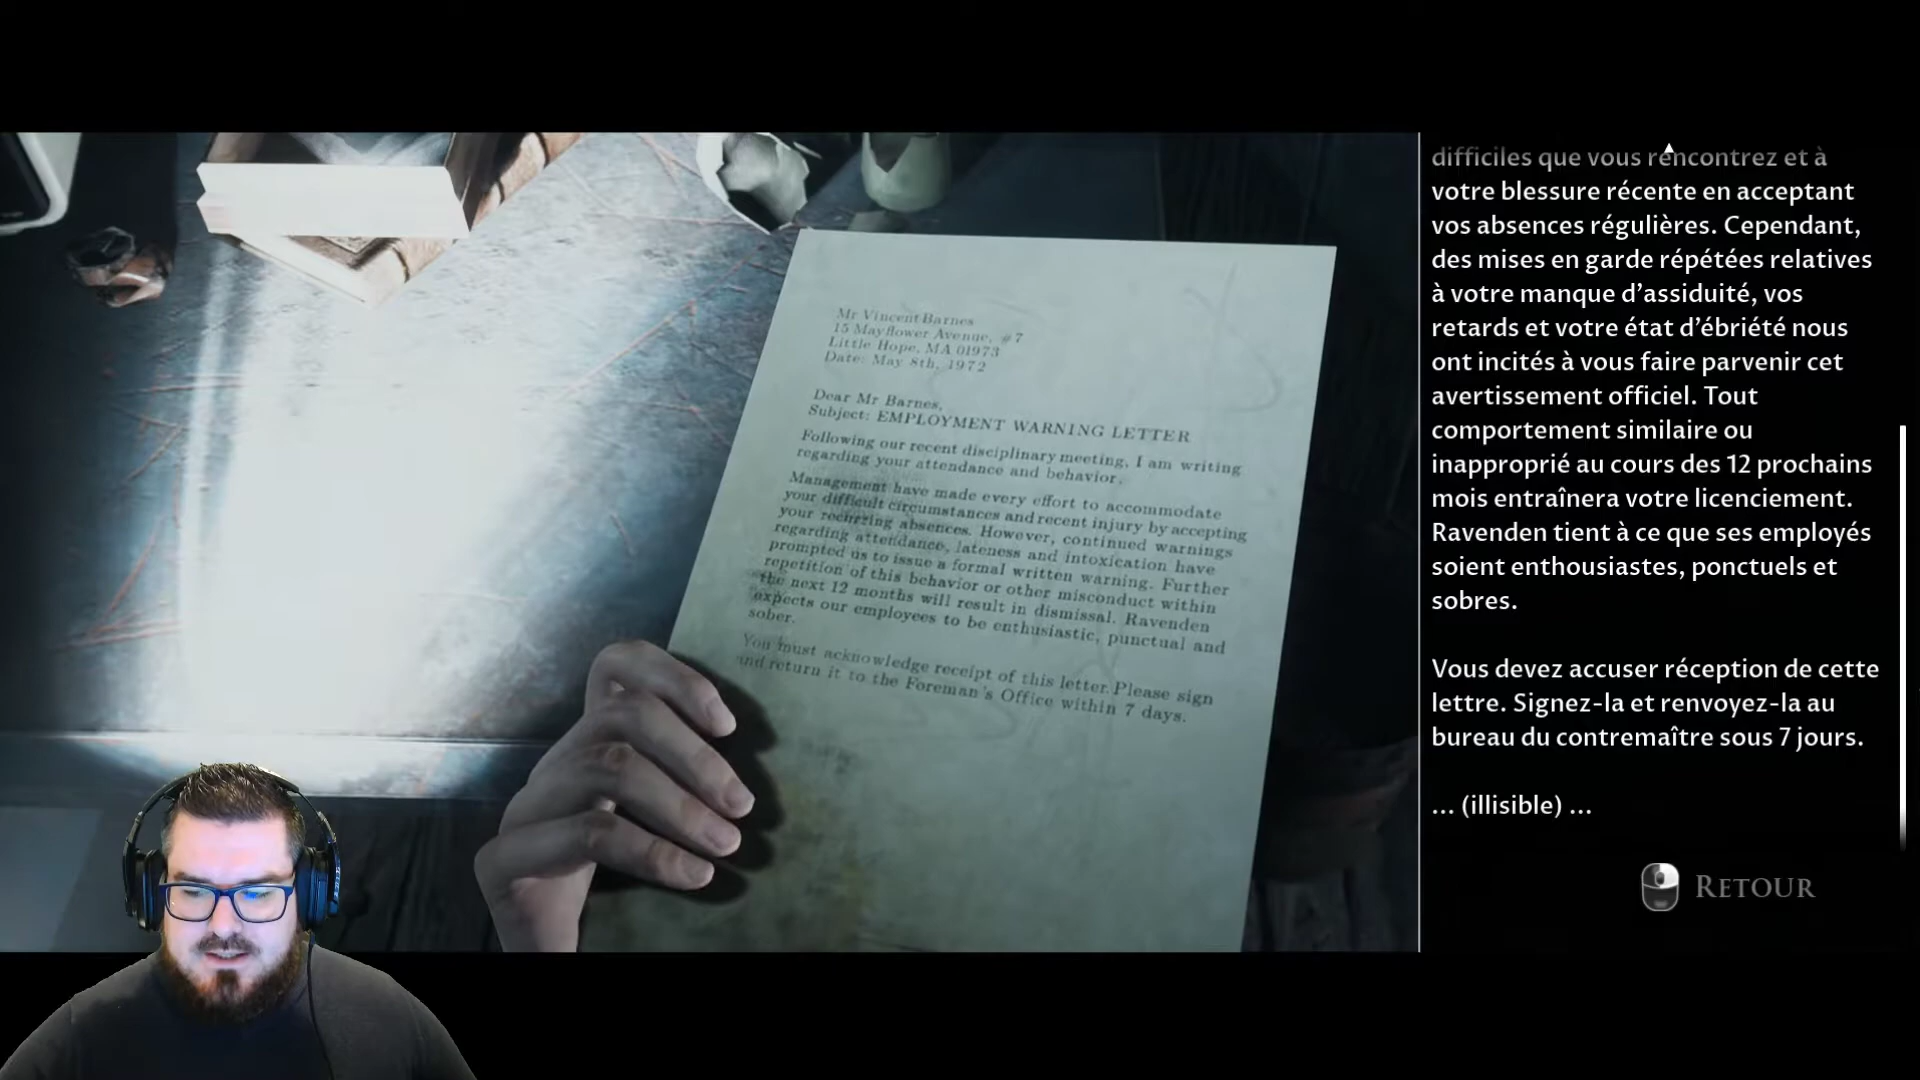 Mr Vincent Barnes
15 Mayflower Avenue, #7
Little Hope, MA 01973
Date: May 8th, 1972
Dear Mr Barnes,
Subject: EMPLOYMENT WARNING LETTER
Following our recent disciplinary meeting, I am writing
regarding your attendance and behavior.
Management have made every effort to accommodate
your difficult circumstances and recent injury by accepting
your recurring absences. However, continued warnings
regarding attendance, lateness and intoxication have
prompted us to issue a formal written warning. Further
repetition of this behavior or other misconduct within
the next 12 months will result in dismissal. Ravenden
expects our employees to be enthusiastic, punctual and
sober.
You must acknowledge receipt of this letter. Please sign
and return it to the Foreman's Office within 7 days.
difficiles que vous rencontrez et à
votre blessure récente en acceptant
vos absences régulières. Cependant,
des mises en garde répétées relatives
à votre manque d'assiduité, vos
retards et votre état d'ébriété nous
ont incités à vous faire parvenir cet
avertissement officiel. Tout
comportement similaire ou
inapproprié au cours des 12 prochains
mois entraînera votre licenciement.
Ravenden tient à ce que ses employés
soient enthousiastes, ponctuels et
sobres.
Vous devez accuser réception de cette
lettre. Signez-la et renvoyez-la au
bureau du contremaître sous 7 jours.
... (illisible) ...
RETOUR